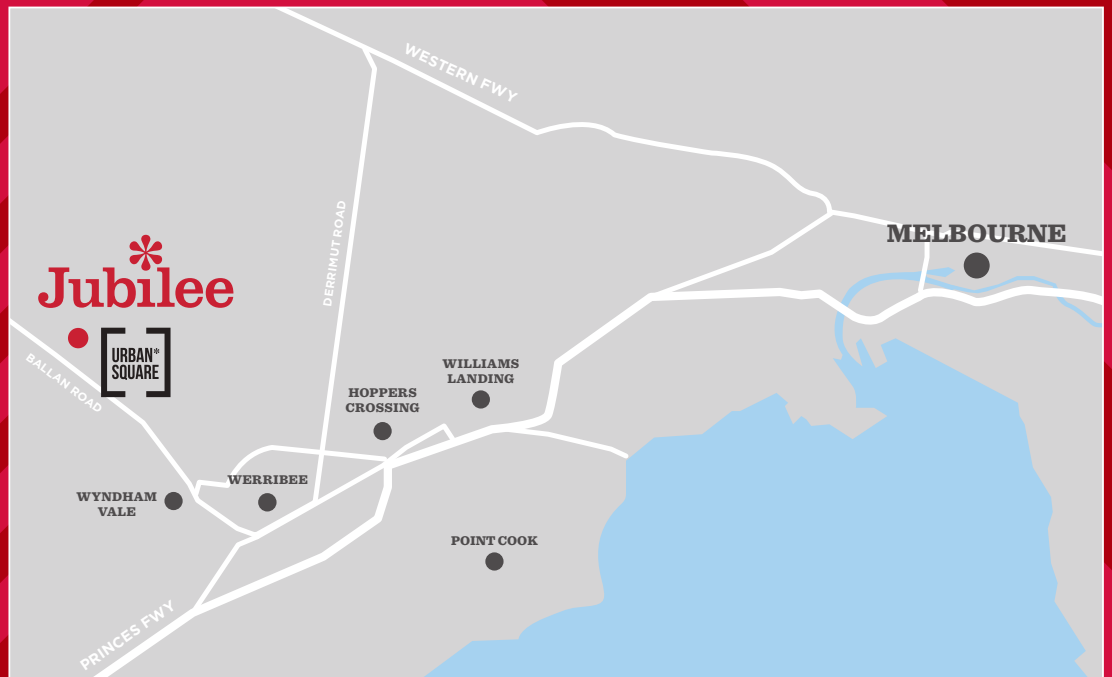 WESTERN FWY
DERRIMUT ROAD
MELBOURNE
Jubilee
URBAN*
SQUARE
BALLAN ROAD
WILLIAMS
LANDING
HOPPERS
CROSSING
WERRIBEE
WYNDHAM
VALE
POINT COOK
PRINCES FWY